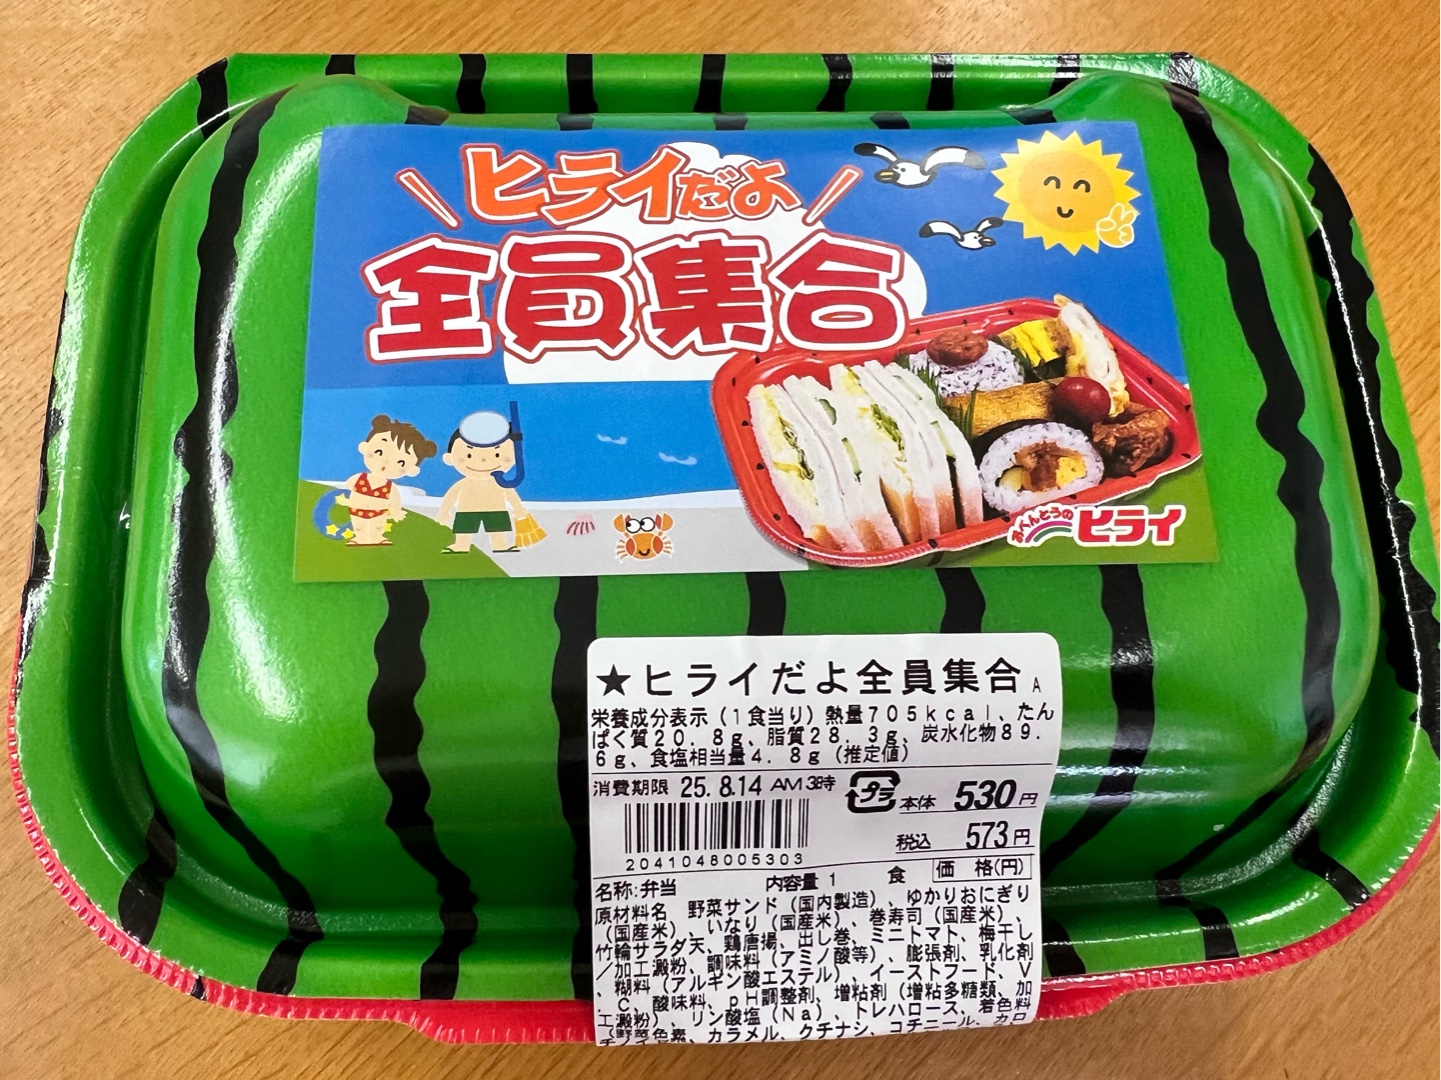 ヒライだよ
全員集合
おべんとうの
ヒライ
★ヒライだよ全員集合 A
栄養成分表示(1食当り)熱量705kcal、たん
ぱく質20.8g、脂質28.3g、炭水化物89.
6g、食塩相当量4.8g(推定値)
消費期限 25.8.14 AM3時
プラ
本体 530円
税込 573円
2041048005303
名称:弁当 内容量 1 食 価 格(円)
原材料名 野菜サンド(国内製造)、ゆかりおにぎり
(国産米)、いなり(国産米)、巻寿司(国産米)、
竹輪サラダ天、鶏唐揚、出し巻、ミニトマト、梅干し
/加工澱粉、調味料(アミノ酸等)、膨張剤、乳化剤
、糊料(アルギン酸エステル)、イーストフード、V
.C、酸味料、pH調整剤、増粘剤(増粘多糖類、加
工澱粉)、リン酸塩(Na)、トレハロース、着色料
(野菜色素、カラメル、クチナシ、コチニール、カロ